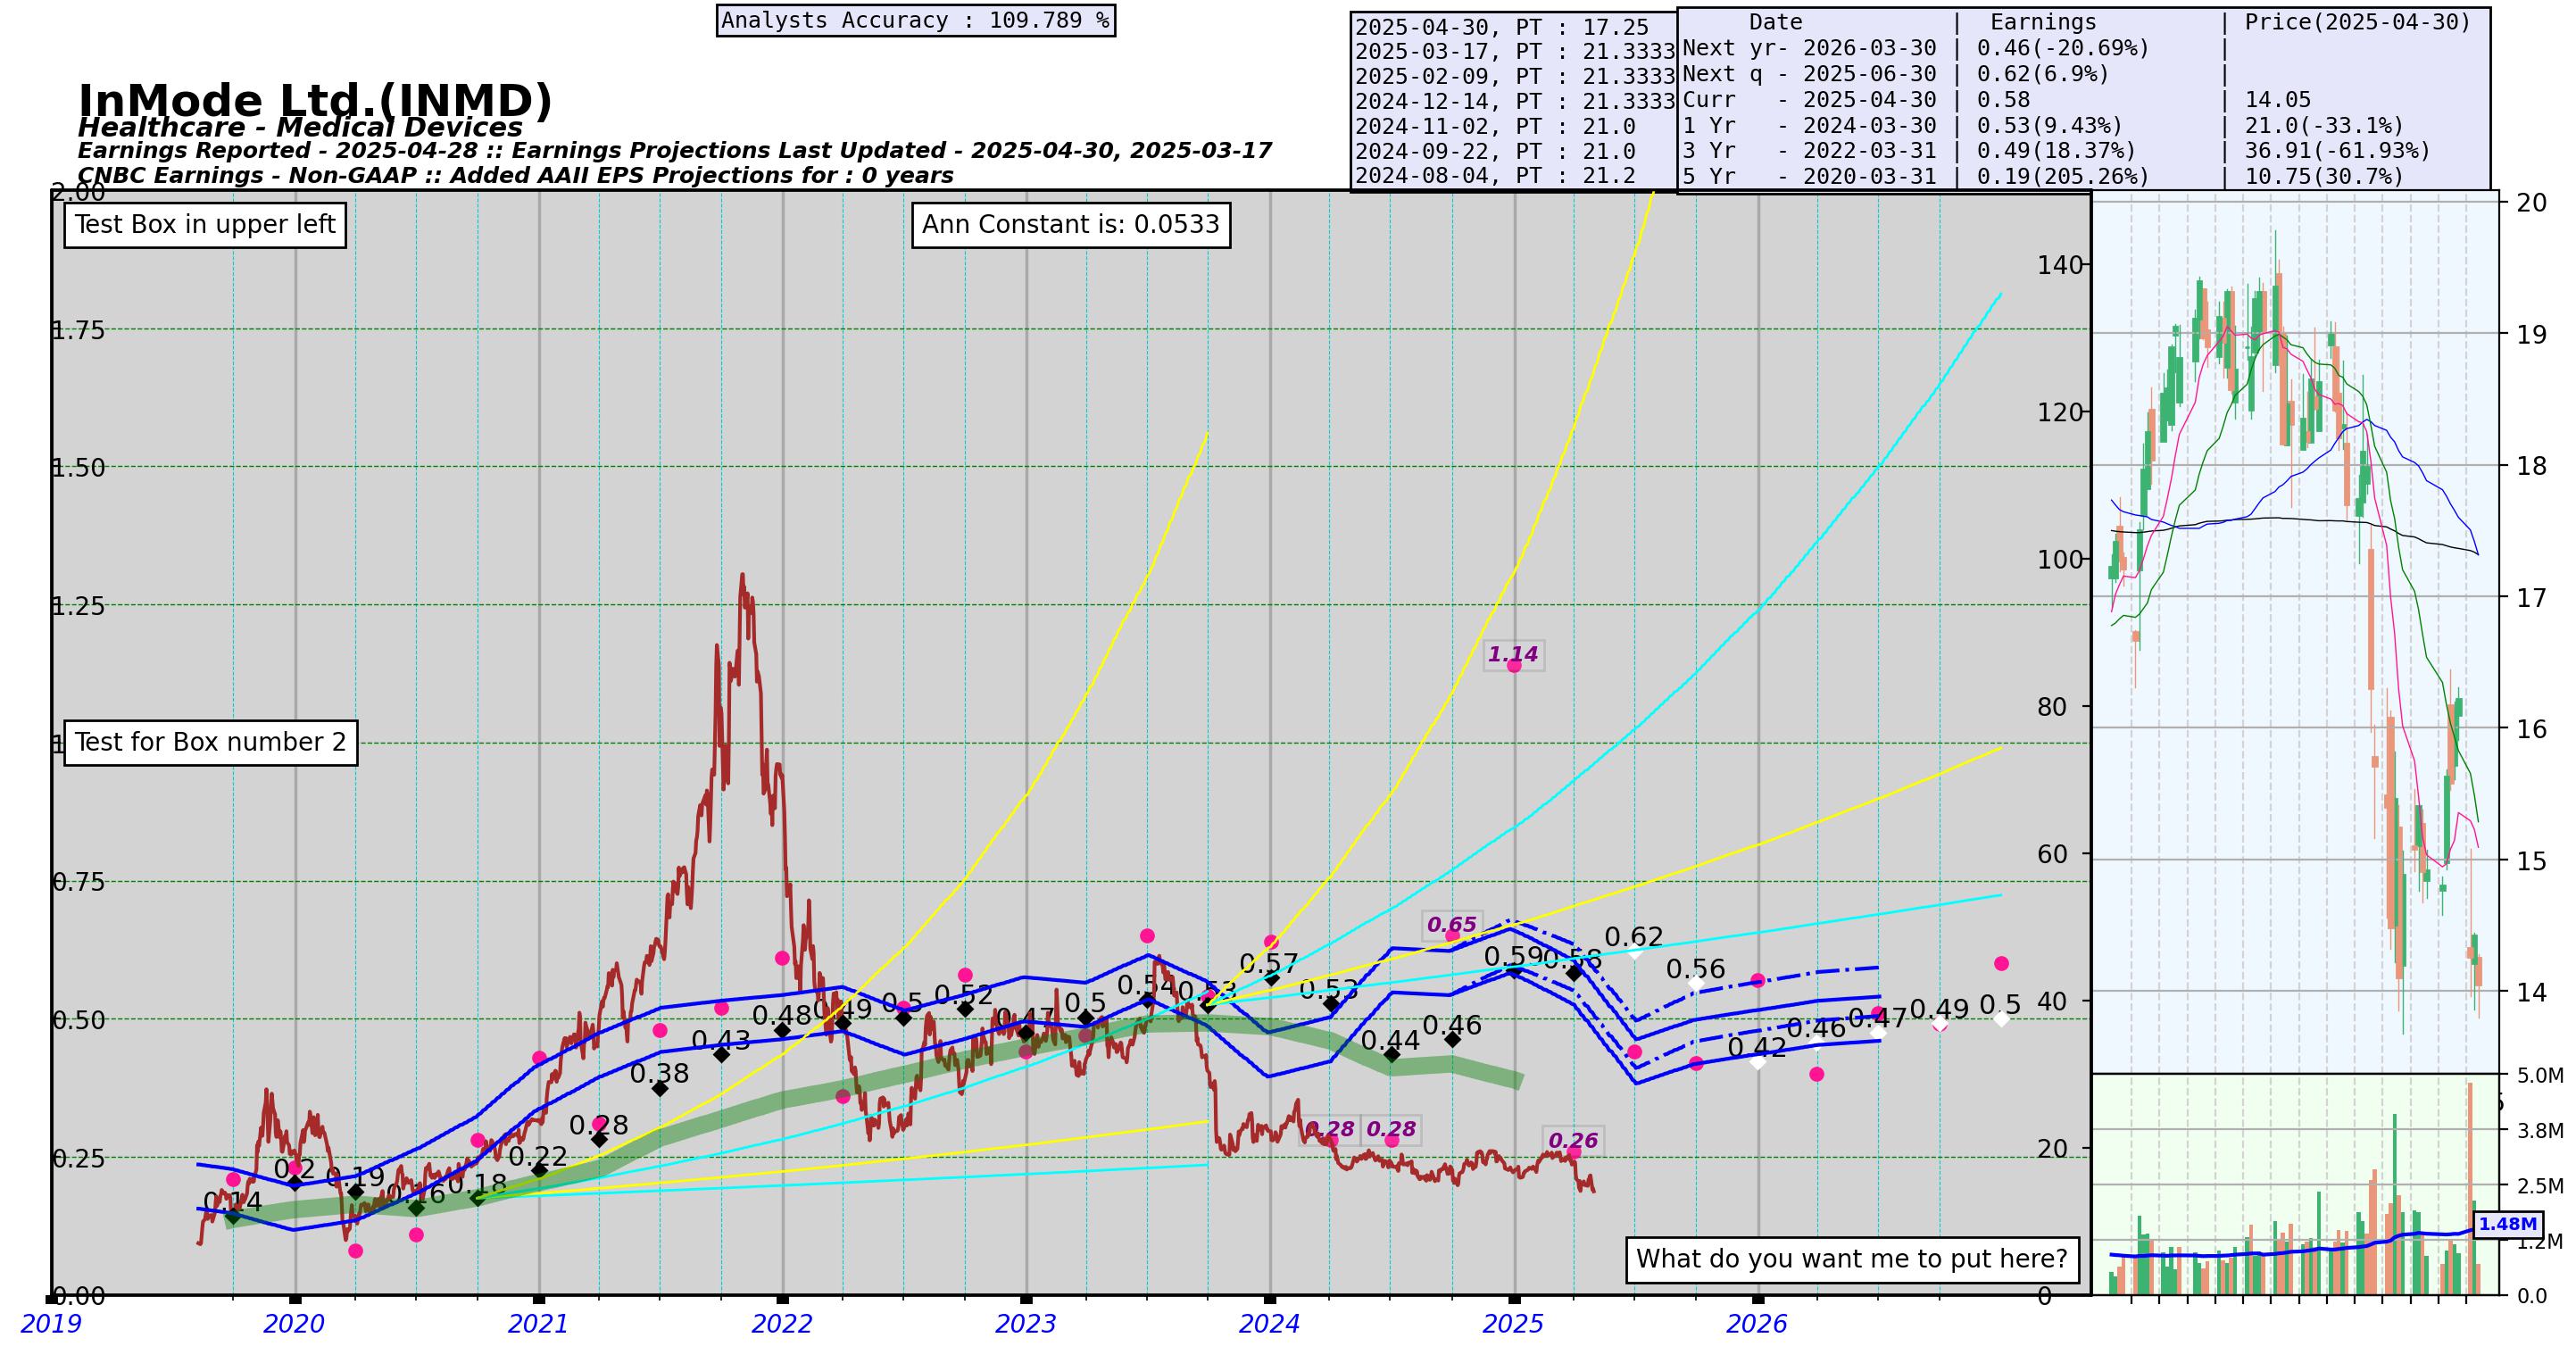 Analysts Accuracy : 109.789 %
2025-04-30, PT : 17.25
2025-03-17, PT : 21.3333
2025-02-09, PT : 21.3333
2024-12-14, PT : 21.3333
2024-11-02, PT : 21.0
2024-09-22, PT : 21.0
2024-08-04, PT : 21.2
Date | Earnings | Price(2025-04-30)
Next yr- 2026-03-30 | 0.46(-20.69%) |
Next q - 2025-06-30 | 0.62(6.9%) |
Curr - 2025-04-30 | 0.58 | 14.05
1 Yr - 2024-03-30 | 0.53(9.43%) | 21.0(-33.1%)
3 Yr - 2022-03-31 | 0.49(18.37%) | 36.91(-61.93%)
5 Yr - 2020-03-31 | 0.19(205.26%) | 10.75(30.7%)
InMode Ltd.(INMD)
Healthcare - Medical Devices
Earnings Reported - 2025-04-28 :: Earnings Projections Last Updated - 2025-04-30, 2025-03-17
CNBC Earnings - Non-GAAP :: Added AAII EPS Projections for : 0 years
Test Box in upper left
Ann Constant is: 0.0533
Test for Box number 2
What do you want me to put here?
2.00
1.75
1.50
1.25
0.75
0.50
0.25
0.00
140
120
100
80
60
40
20
0
20
19
18
17
16
15
14
5.0M
3.8M
2.5M
1.48M
1.2M
0.0
1.14
0.65
0.28
0.28
0.26
0.14
0.2
0.19
0.16
0.18
0.22
0.28
0.38
0.43
0.48
0.49
0.5
0.52
0.47
0.5
0.54
0.53
0.57
0.53
0.44
0.46
0.59
0.58
0.62
0.56
0.42
0.46
0.47
0.49
0.5
2019
2020
2021
2022
2023
2024
2025
2026